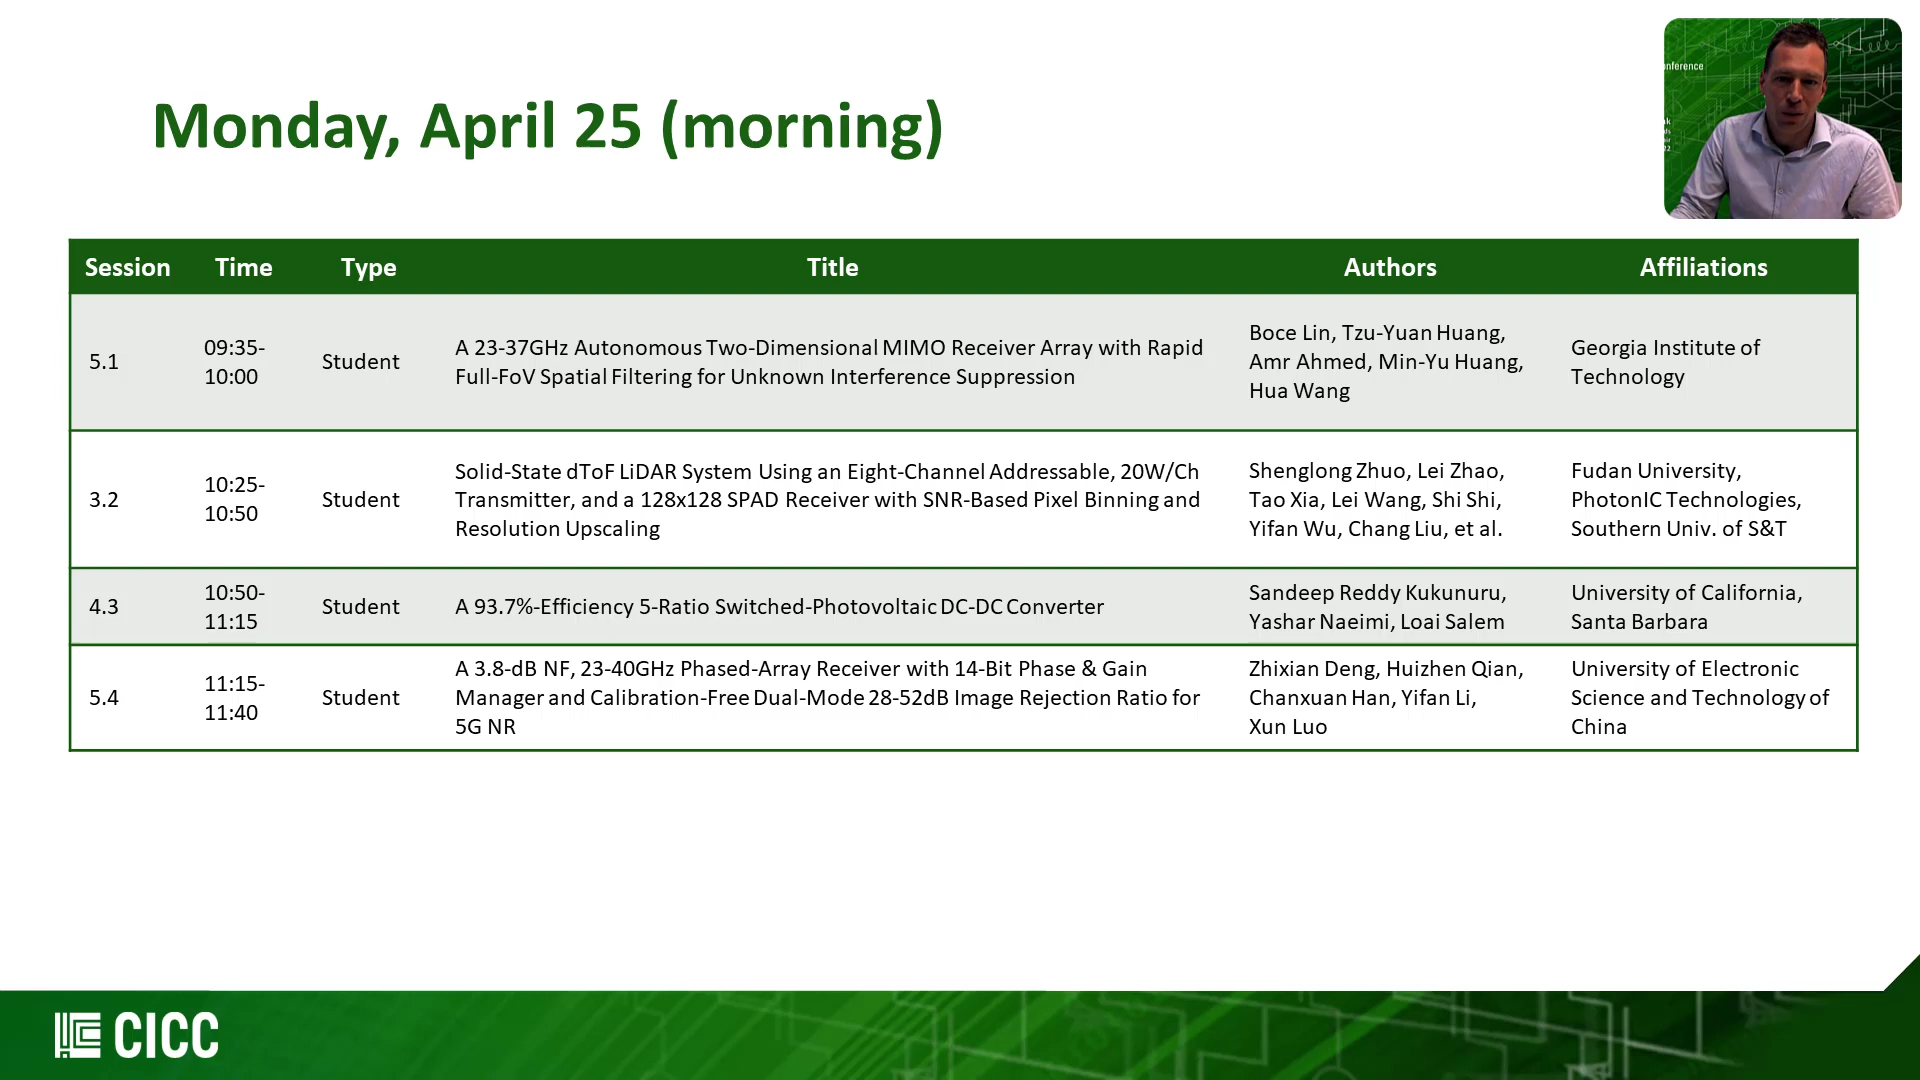 Monday, April 25 (morning)
nference
Session Time Type Title Authors Affiliations
5.1
09:35-
10:00
Student
A 23-37GHz Autonomous Two-Dimensional MIMO Receiver Array with Rapid
Full-FoV Spatial Filtering for Unknown Interference Suppression
Boce Lin, Tzu-Yuan Huang,
Amr Ahmed, Min-Yu Huang,
Hua Wang
Georgia Institute of
Technology
3.2
10:25-
10:50
Student
Solid-State dToF LiDAR System Using an Eight-Channel Addressable, 20W/Ch
Transmitter, and a 128x128 SPAD Receiver with SNR-Based Pixel Binning and
Resolution Upscaling
Shenglong Zhuo, Lei Zhao,
Tao Xia, Lei Wang, Shi Shi,
Yifan Wu, Chang Liu, et al.
Fudan University,
PhotonIC Technologies,
Southern Univ. of S&T
4.3
10:50-
11:15
Student
A 93.7%-Efficiency 5-Ratio Switched-Photovoltaic DC-DC Converter
Sandeep Reddy Kukunuru,
Yashar Naeimi, Loai Salem
University of California,
Santa Barbara
5.4
11:15-
11:40
Student
A 3.8-dB NF, 23-40GHz Phased-Array Receiver with 14-Bit Phase & Gain
Manager and Calibration-Free Dual-Mode 28-52dB Image Rejection Ratio for
5G NR
Zhixian Deng, Huizhen Qian,
Chanxuan Han, Yifan Li,
Xun Luo
University of Electronic
Science and Technology of
China
CICC